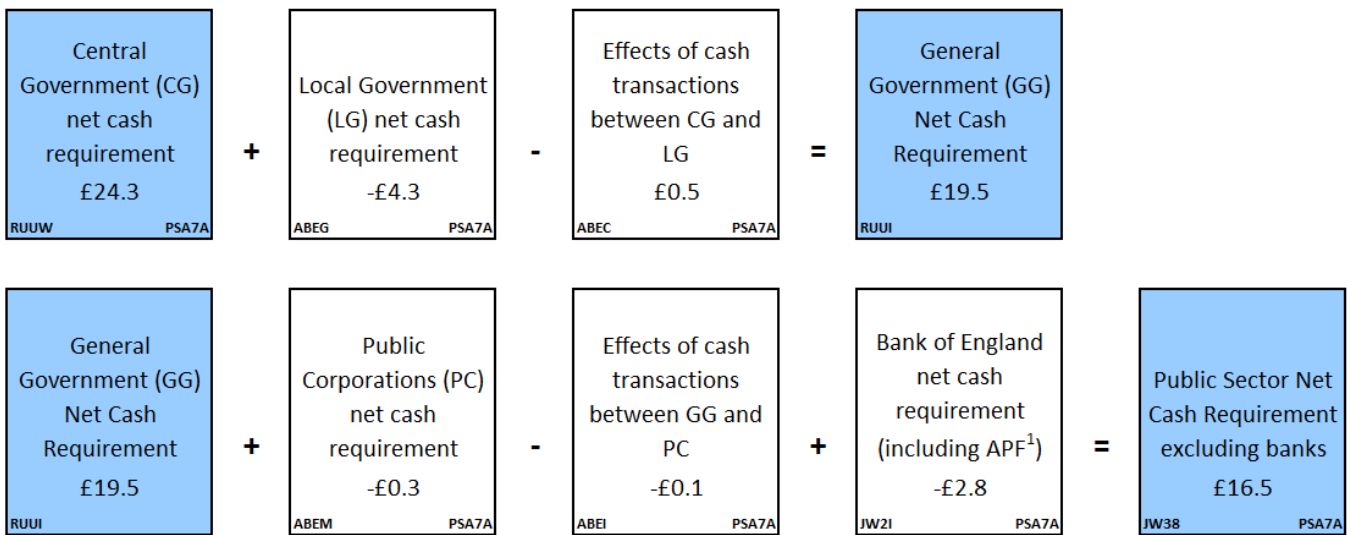 Central
Government (CG)
net cash
requirement
£24.3
RUUW PSA7A
+
Local Government
(LG) net cash
requirement
-£4.3
ABEG PSA7A
-
Effects of cash
transactions
between CG and
LG
£0.5
ABEC PSA7A
=
General
Government (GG)
Net Cash
Requirement
£19.5
RUUI
General
Government (GG)
Net Cash
Requirement
£19.5
RUUI
+
Public
Corporations (PC)
net cash
requirement
-£0.3
ABEM PSA7A
-
Effects of cash
transactions
between GG and
PC
-£0.1
ABEI PSA7A
+
Bank of England
net cash
requirement
(including APF¹)
-£2.8
JW2I PSA7A
=
Public Sector Net
Cash Requirement
excluding banks
£16.5
JW38 PSA7A